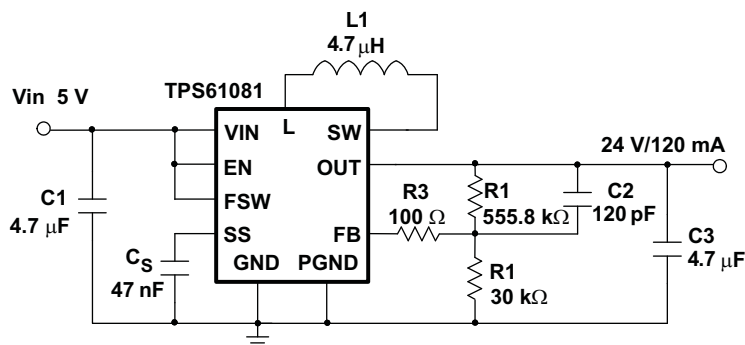 L1
4.7 μH
TPS61081
Vin 5 V
VIN
L
SW
24 V/120 mA
EN
OUT
FSW
R3
100 Ω
R1
555.8 kΩ
C2
120 pF
C1
4.7 μF
SS
FB
CS
47 nF
GND
PGND
R1
30 kΩ
C3
4.7 μF